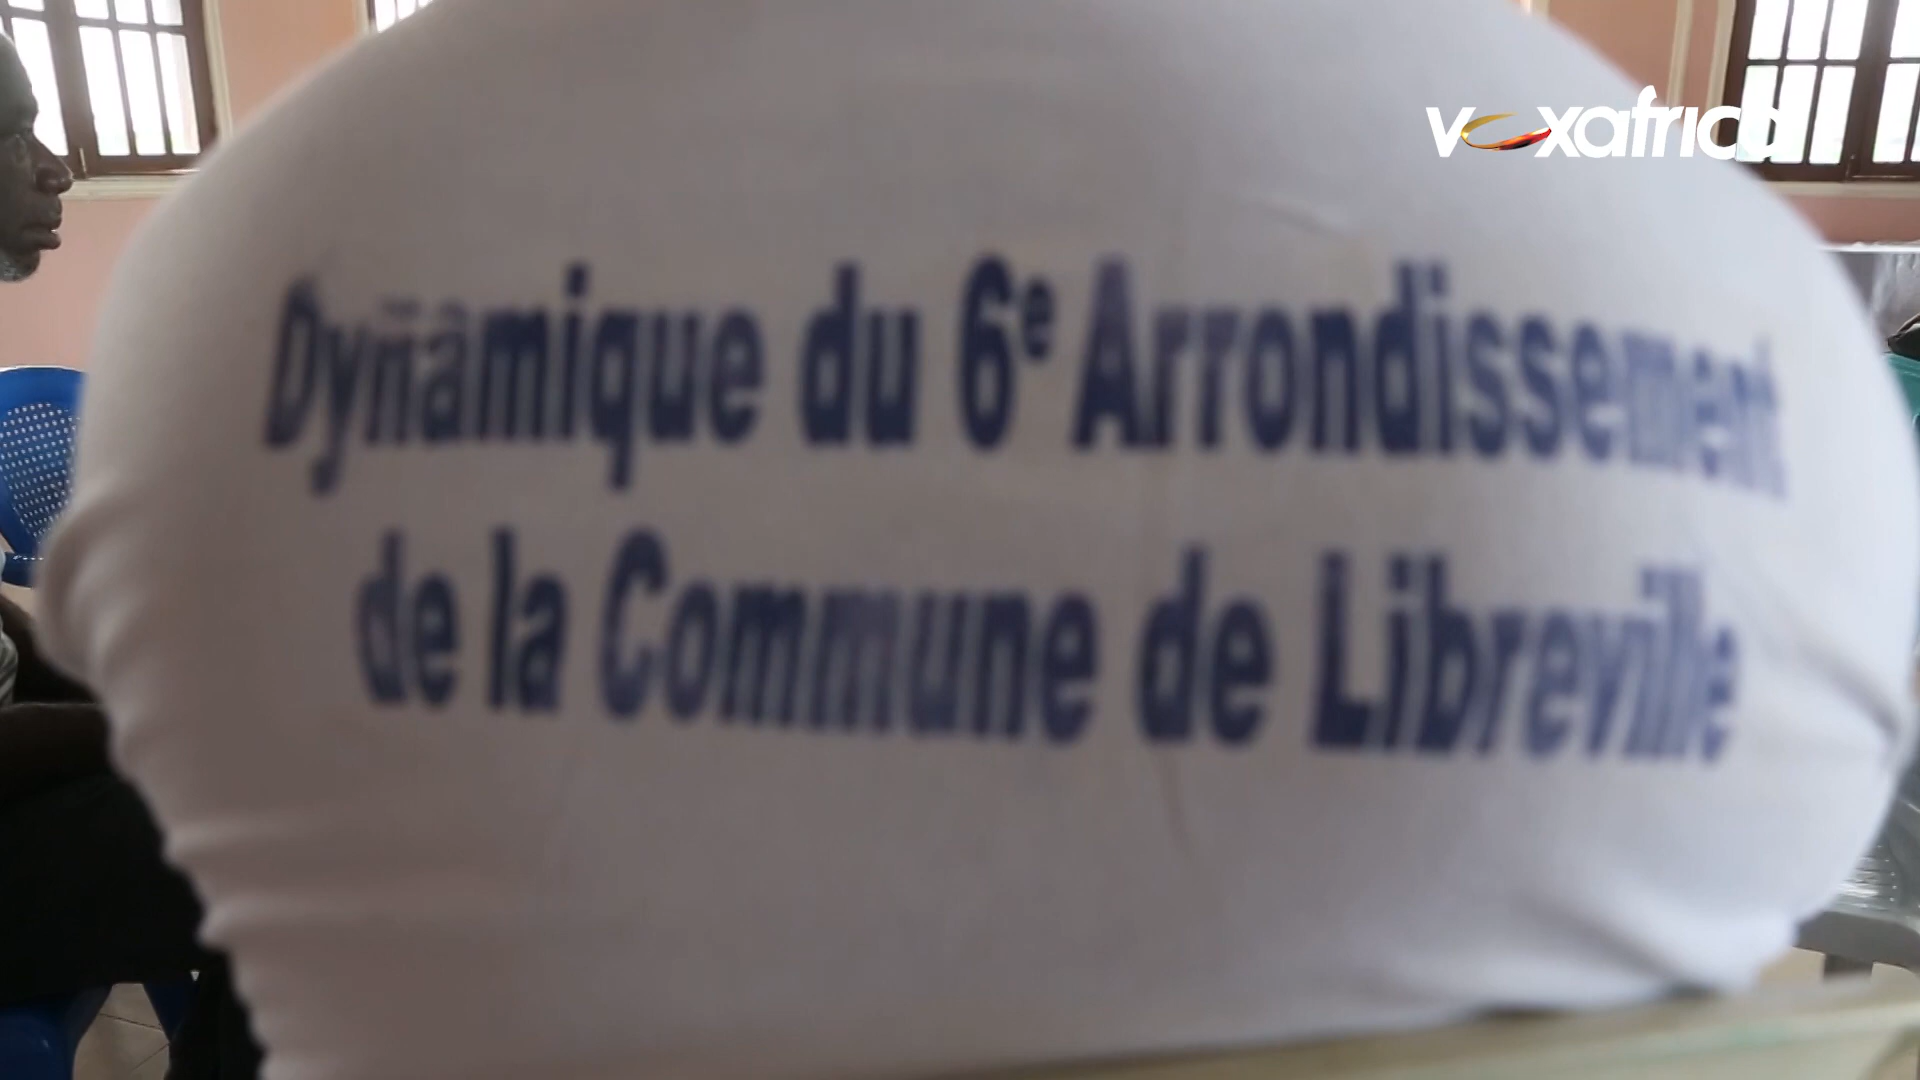 voxafrica
Dynamique du 6e Arrondissement
de la Commune de Libreville